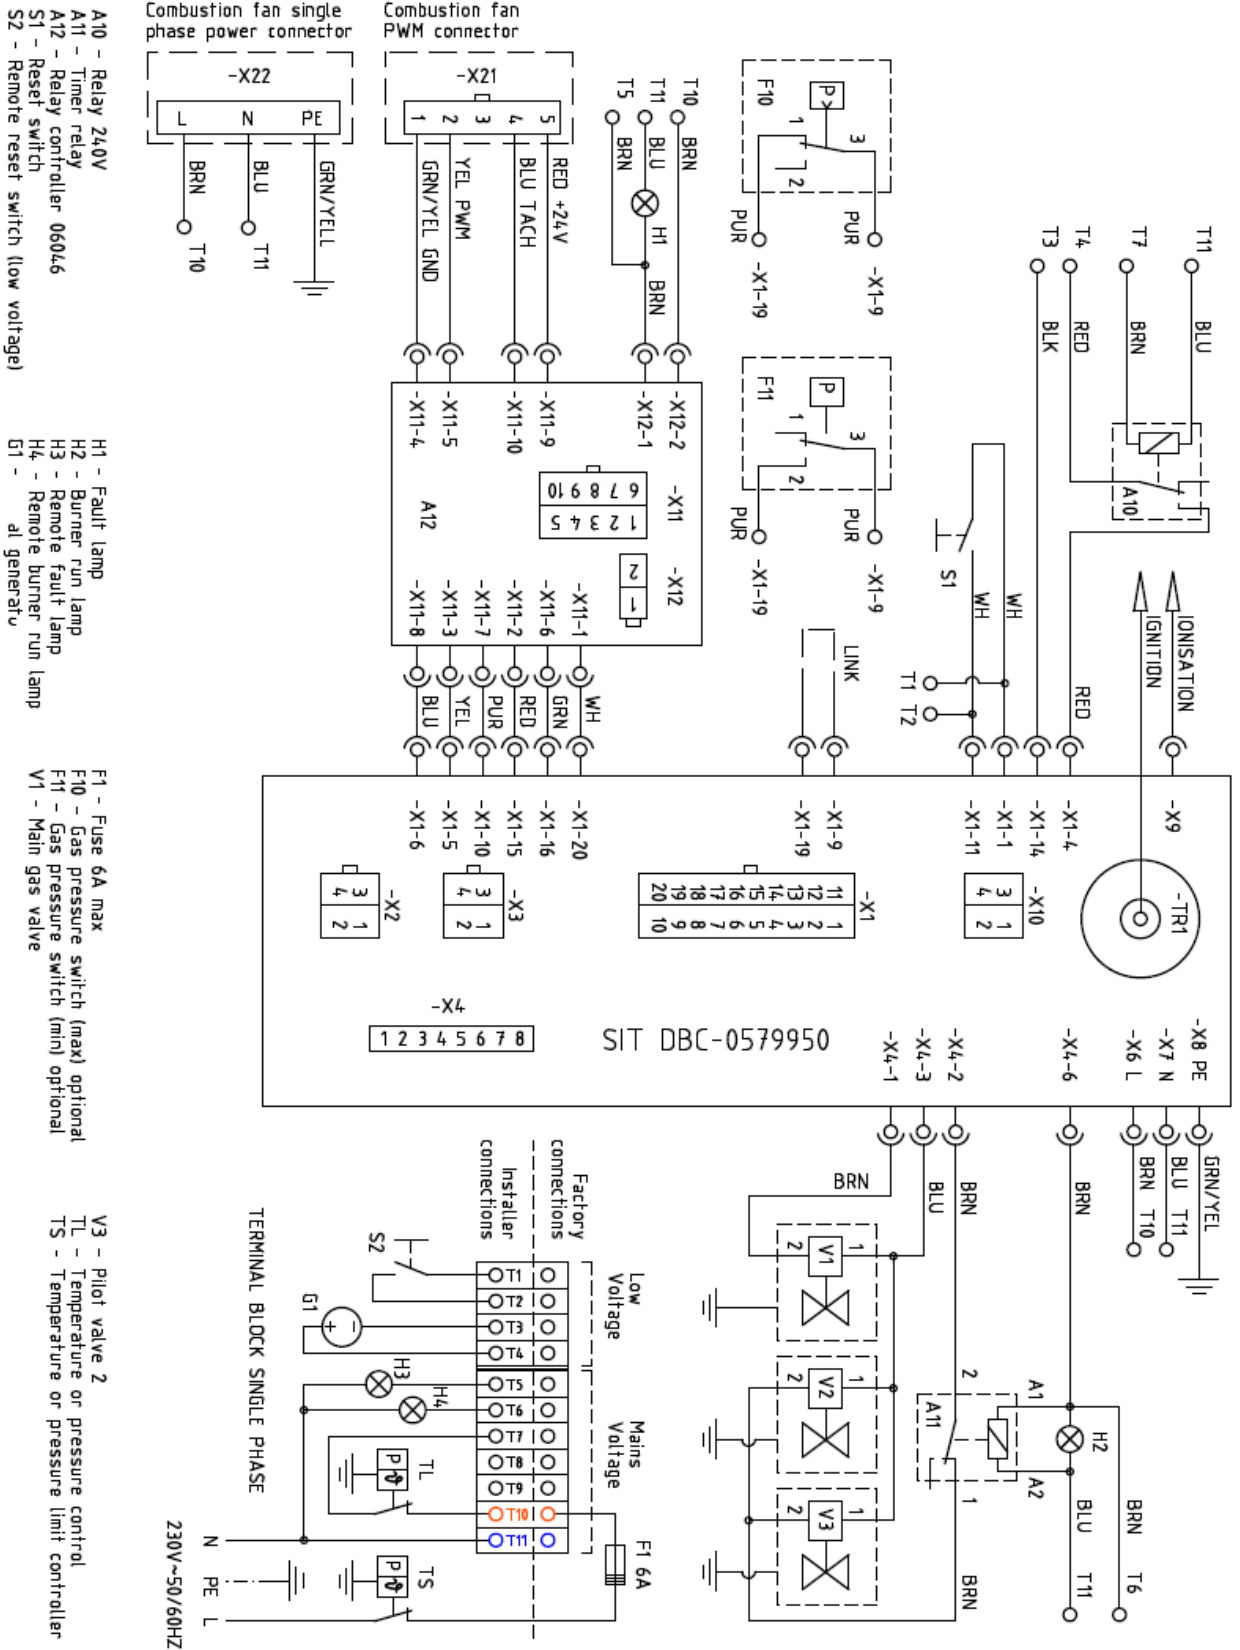 Combustion fan single
phase power connector
-X22
L
N
PE
BRN
BLU
GRN/YELL
T10
T11
Combustion fan
PWM connector
-X21
1
2
3
4
5
GRN/YEL GND
YEL PWM
BLU TACH
RED +24V
T5
T11
T10
BRN
BLU
BRN
H1
BRN
-X11-4
-X11-5
-X11-10
-X11-9
-X12-1
-X12-2
A12
-X11
6 7 8 9 10
1 2 3 4 5
-X12
2
1
-X11-8
-X11-3
-X11-7
-X11-2
-X11-6
-X11-1
BLU
YEL
PUR
RED
GRN
WH
F10
P>
1
3
2
PUR
PUR
-X1-19
-X1-9
F11
P
1
3
2
PUR
PUR
-X1-19
-X1-9
LINK
T3
T4
T7
T11
BLK
RED
BRN
BLU
A10
S1
WH
WH
T1
T2
RED
IGNITION
IONISATION
-X1-6
-X1-5
-X1-10
-X1-15
-X1-16
-X1-20
-X1-19
-X1-9
-X1-11
-X1-1
-X1-14
-X1-4
-X9
-TR1
-X2
3 4
1 2
-X3
3 4
1 2
-X1
11 12 13 14 15 16 17 18 19 20
1 2 3 4 5 6 7 8 9 10
-X10
3 4
1 2
-X4
1 2 3 4 5 6 7 8
SIT DBC-0579950
-X4-1
-X4-3
-X4-2
-X4-6
-X6 L
-X7 N
-X8 PE
BRN
BLU
BRN
BRN
BRN T10
BLU T11
GRN/YEL
V1
2
1
V2
2
1
V3
2
1
2
A11
A1
A2
1
H2
BRN
BLU
T11
BRN
T6
Factory
connections
Installer
connections
Low
Voltage
Mains
Voltage
T1
T2
T3
T4
T5
T6
T7
T8
T9
T10
T11
S2
G1
+
-
H3
H4
TL
P
TS
P
F1 6A
TERMINAL BLOCK SINGLE PHASE
N
PE
L
230V~50/60HZ
A10 - Relay 240V
A11 - Timer relay
A12 - Relay controller 06046
S1 - Reset switch
S2 - Remote reset switch (low voltage)
H1 - Fault lamp
H2 - Burner run lamp
H3 - Remote fault lamp
H4 - Remote burner run lamp
G1 -
F1 - Fuse 6A max
F10 - Gas pressure switch (max) optional
F11 - Gas pressure switch (min) optional
V1 - Main gas valve
V3 - Pilot valve 2
TL - Temperature or pressure control
TS - Temperature or pressure limit controller